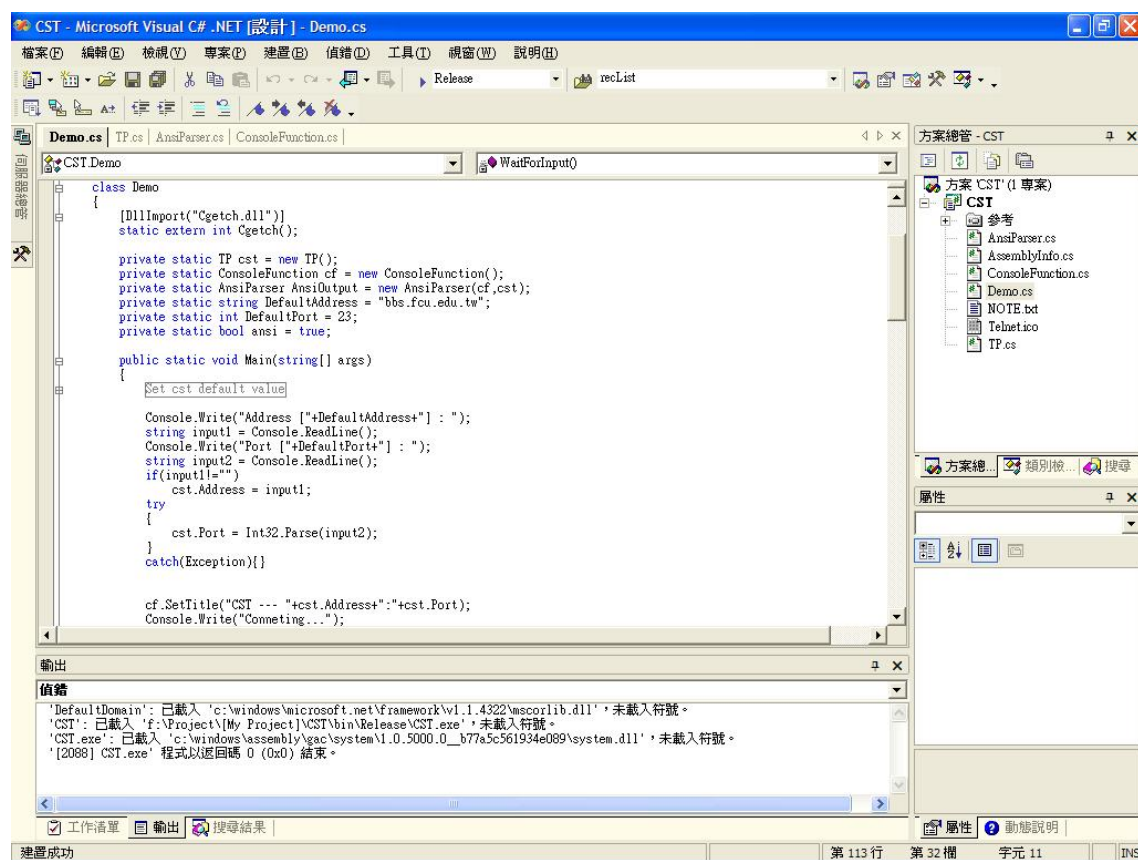 CST - Microsoft Visual C# .NET [設計] - Demo.cs
檔案(F) 編輯(E) 檢視(V) 專案(P) 建置(B) 偵錯(D) 工具(T) 視窗(W) 說明(H)
Release recList
伺服器總管
Demo.cs TP.cs AnsiParser.cs ConsoleFunction.cs
CST.Demo WaitForInput()
class Demo
{
[DllImport("Cgetch.dll")]
static extern int Cgetch();
private static TP cst = new TP();
private static ConsoleFunction cf = new ConsoleFunction();
private static AnsiParser AnsiOutput = new AnsiParser(cf,cst);
private static string DefaultAddress = "bbs.fcu.edu.tw";
private static int DefaultPort = 23;
private static bool ansi = true;
public static void Main(string[] args)
{
Set cst default value
Console.Write("Address ["+DefaultAddress+"] : ");
string input1 = Console.ReadLine();
Console.Write("Port ["+DefaultPort+"] : ");
string input2 = Console.ReadLine();
if(input1!="")
cst.Address = input1;
try
{
cst.Port = Int32.Parse(input2);
}
catch(Exception){}
cf.SetTitle("CST --- "+cst.Address+":"+cst.Port);
Console.Write("Conneting...");
方案總管 - CST
方案 'CST' (1 專案)
CST
參考
AnsiParser.cs
AssemblyInfo.cs
ConsoleFunction.cs
Demo.cs
NOTE.txt
Telnet.ico
TP.cs
方案總... 類別檢... 搜尋
屬性
輸出
偵錯
'DefaultDomain': 已載入 'c:\windows\microsoft.net\framework\v1.1.4322\mscorlib.dll'，未載入符號。
'CST': 已載入 'f:\Project\[My Project]\CST\bin\Release\CST.exe'，未載入符號。
'CST.exe': 已載入 'c:\windows\assembly\gac\system\1.0.5000.0__b77a5c561934e089\system.dll'，未載入符號。
'[2088] CST.exe' 程式以返回碼 0 (0x0) 結束。
工作清單 輸出 搜尋結果
屬性 動態說明
建置成功 第 113 行 第 32 欄 字元 11 INS